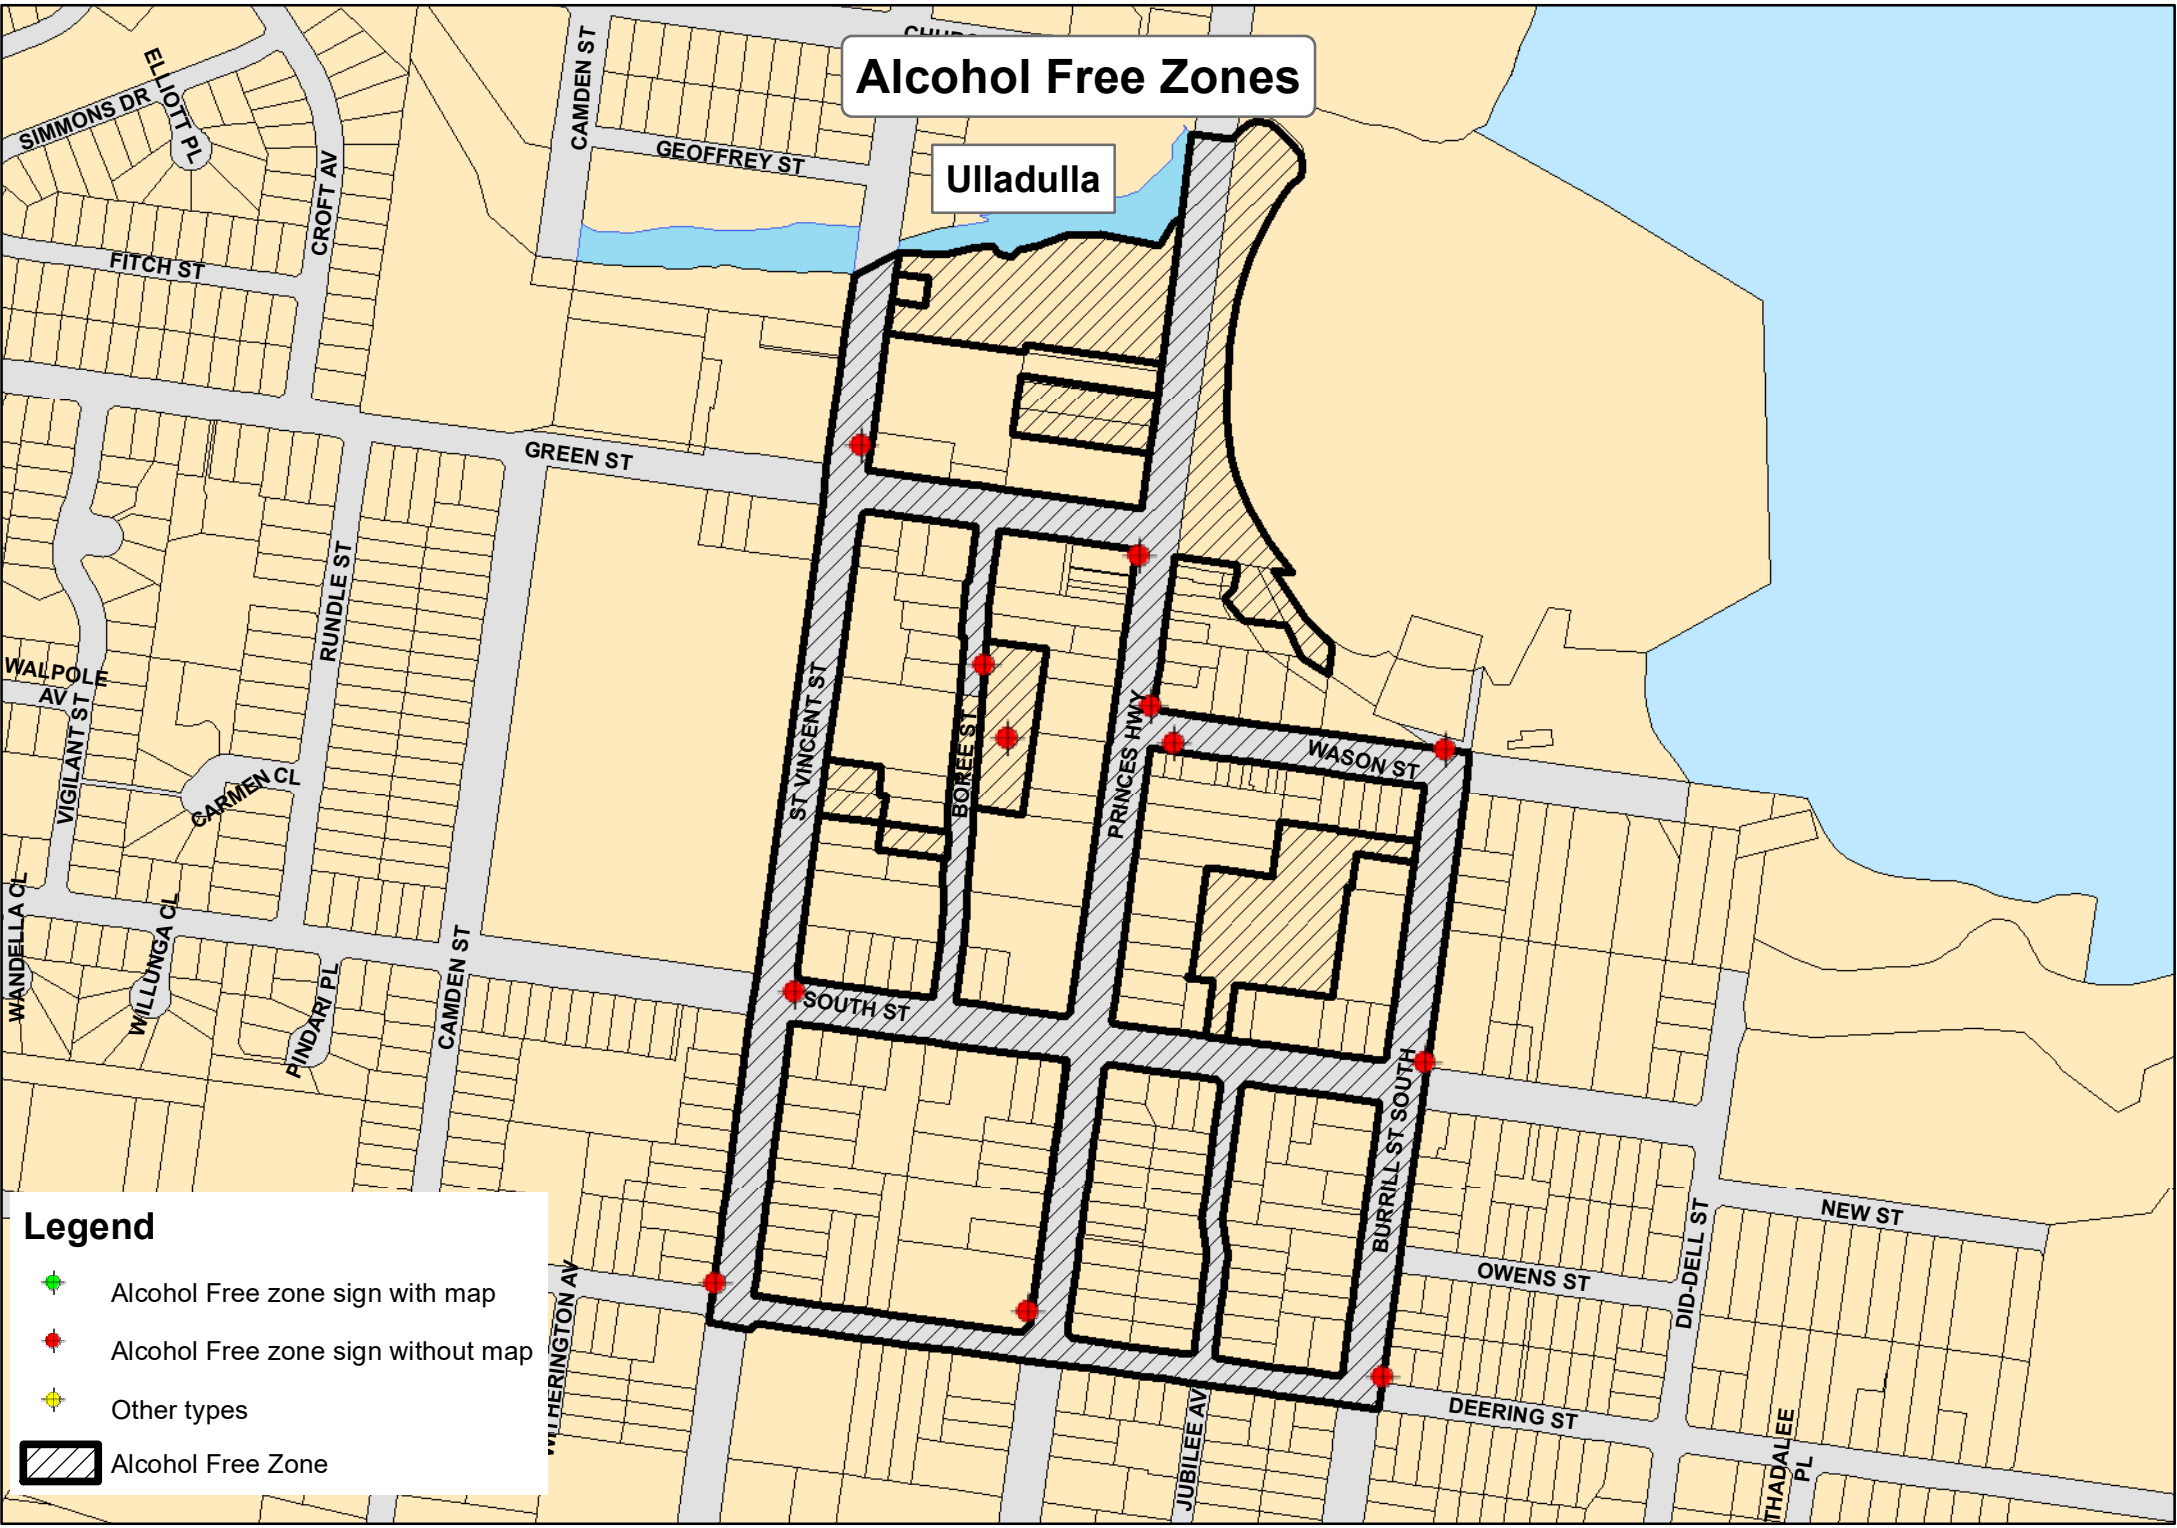 CAMDEN ST
Alcohol Free Zones
ELLIOTT PL
SIMMONS DR
GEOFFREY ST
CROFT AV
Ulladulla
FITCH ST
GREEN ST
RUNDLE ST
WALPOLE
AV
VIGILANT ST
ST VINCENT ST
BOREE ST
PRINCES HWY
WASON ST
CARMEN CL
WANDELLA CL
WILLUNGA CL
PINDARI PL
CAMDEN ST
SOUTH ST
BURRILL ST SOUTH
NEW ST
OWENS ST
DID-DELL ST
DEERING ST
JUBILEE AV
THADALEE
PL
WITHERINGTON AV
Legend
Alcohol Free zone sign with map
Alcohol Free zone sign without map
Other types
Alcohol Free Zone